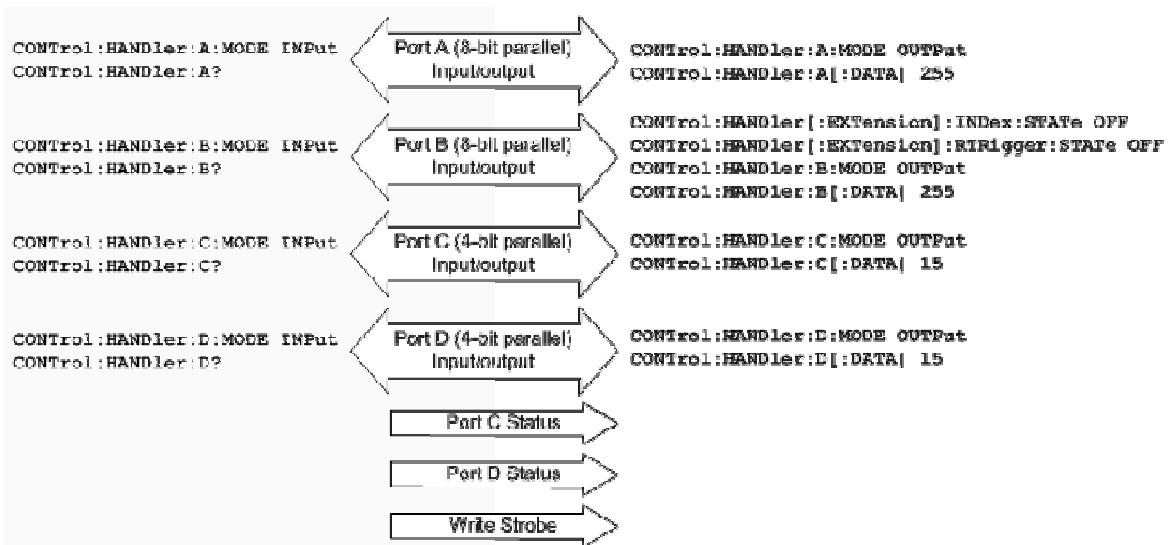 CONTrol:HANDler:A:MODE INPut
CONTrol:HANDler:A?
Port A (8-bit parallel)
Input/output
CONTrol:HANDler:A:MODE OUTPut
CONTrol:HANDler:A[:DATA] 255
CONTrol:HANDler:B:MODE INPut
CONTrol:HANDler:B?
Port B (8-bit parallel)
Input/output
CONTrol:HANDler[:EXTension]:INDex:STATe OFF
CONTrol:HANDler[:EXTension]:RTRigger:STATe OFF
CONTrol:HANDler:B:MODE OUTPut
CONTrol:HANDler:B[:DATA] 255
CONTrol:HANDler:C:MODE INPut
CONTrol:HANDler:C?
Port C (4-bit parallel)
Input/output
CONTrol:HANDler:C:MODE OUTPut
CONTrol:HANDler:C[:DATA] 15
CONTrol:HANDler:D:MODE INPut
CONTrol:HANDler:D?
Port D (4-bit parallel)
Input/output
CONTrol:HANDler:D:MODE OUTPut
CONTrol:HANDler:D[:DATA] 15
Port C Status
Port D Status
Write Strobe